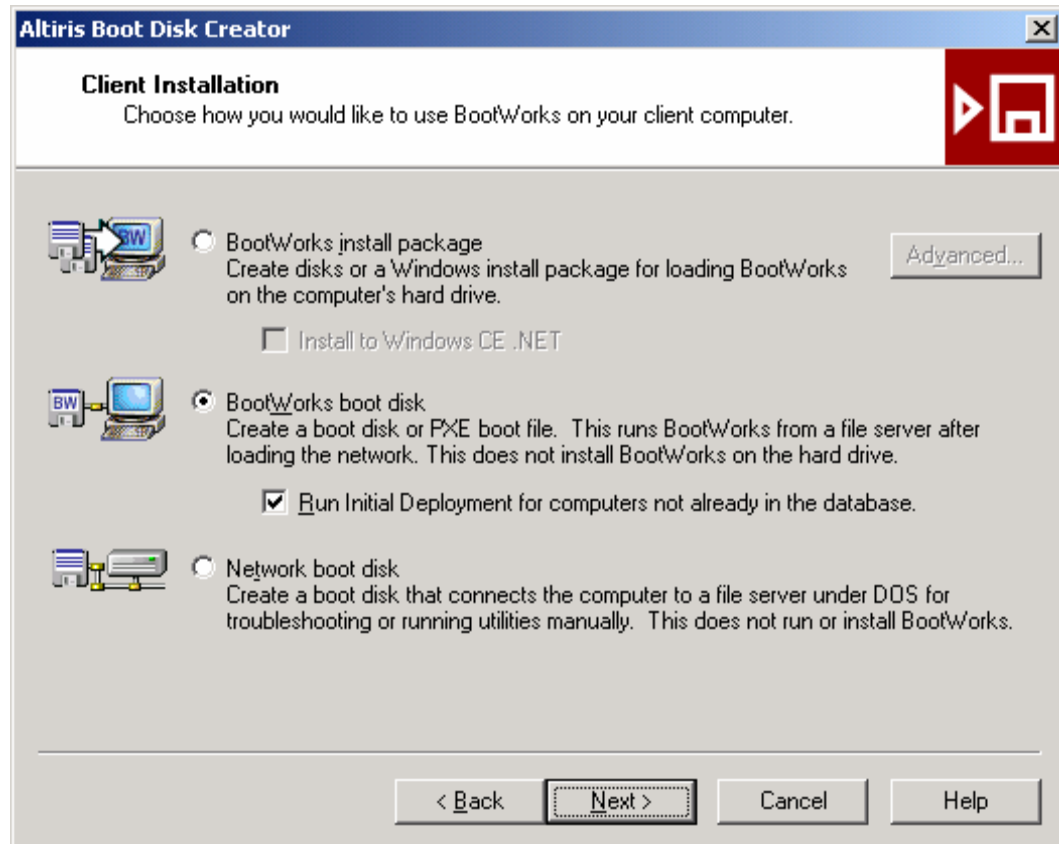 Altiris Boot Disk Creator
Client Installation
Choose how you would like to use BootWorks on your client computer.
BW
BootWorks install package
Create disks or a Windows install package for loading BootWorks
on the computer's hard drive.
Advanced...
Install to Windows CE .NET
BW
BootWorks boot disk
Create a boot disk or PXE boot file. This runs BootWorks from a file server after
loading the network. This does not install BootWorks on the hard drive.
Run Initial Deployment for computers not already in the database.
Network boot disk
Create a boot disk that connects the computer to a file server under DOS for
troubleshooting or running utilities manually. This does not run or install BootWorks.
< Back Next > Cancel Help